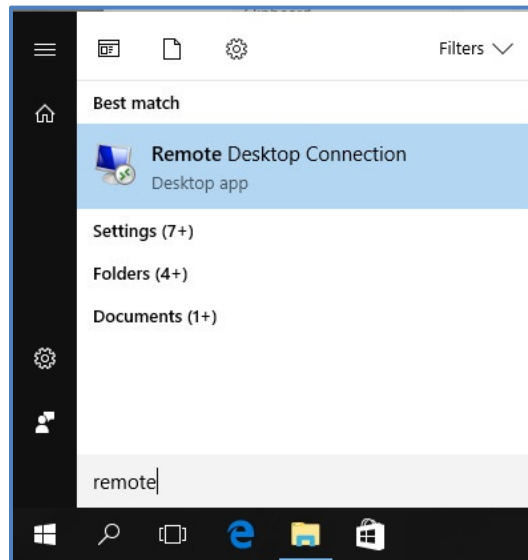 Filters
Best match
Remote Desktop Connection
Desktop app
Settings (7+)
Folders (4+)
Documents (1+)
remote